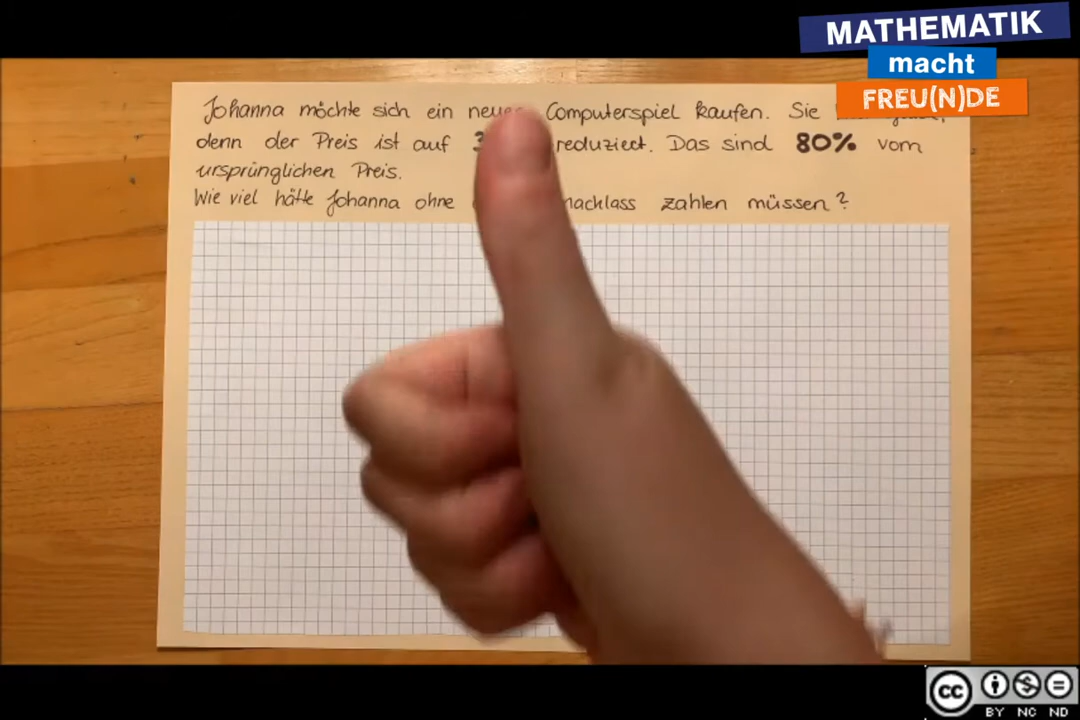 MATHEMATIK
macht
FREU(N)DE
Johanna möchte sich ein neues Computerspiel kaufen. Sie
denn der Preis ist auf reduziert. Das sind 80% vom
ursprünglichen Preis.
Wie viel hätte Johanna ohne zahlen müssen?
cc
BY NC ND